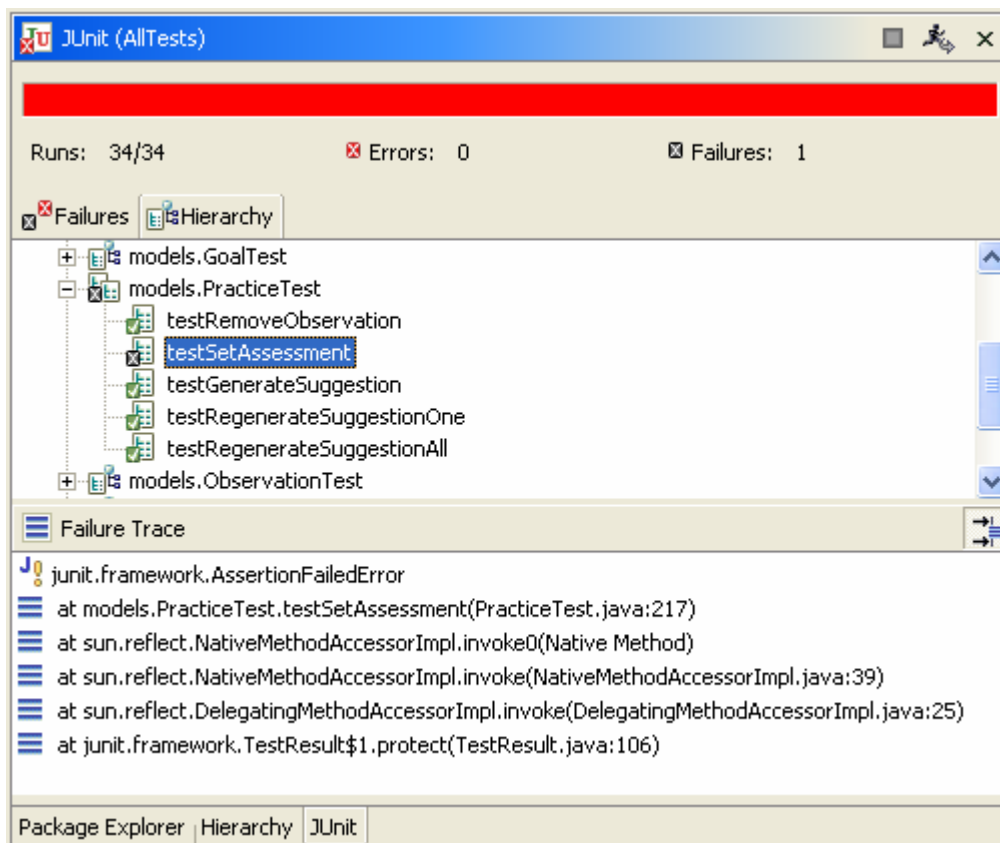 JUnit (AllTests)
Runs: 34/34 Errors: 0 Failures: 1
Failures Hierarchy
models.GoalTest
models.PracticeTest
testRemoveObservation
testSetAssessment
testGenerateSuggestion
testRegenerateSuggestionOne
testRegenerateSuggestionAll
models.ObservationTest
Failure Trace
junit.framework.AssertionFailedError
at models.PracticeTest.testSetAssessment(PracticeTest.java:217)
at sun.reflect.NativeMethodAccessorImpl.invoke0(Native Method)
at sun.reflect.NativeMethodAccessorImpl.invoke(NativeMethodAccessorImpl.java:39)
at sun.reflect.DelegatingMethodAccessorImpl.invoke(DelegatingMethodAccessorImpl.java:25)
at junit.framework.TestResult$1.protect(TestResult.java:106)
Package Explorer Hierarchy JUnit